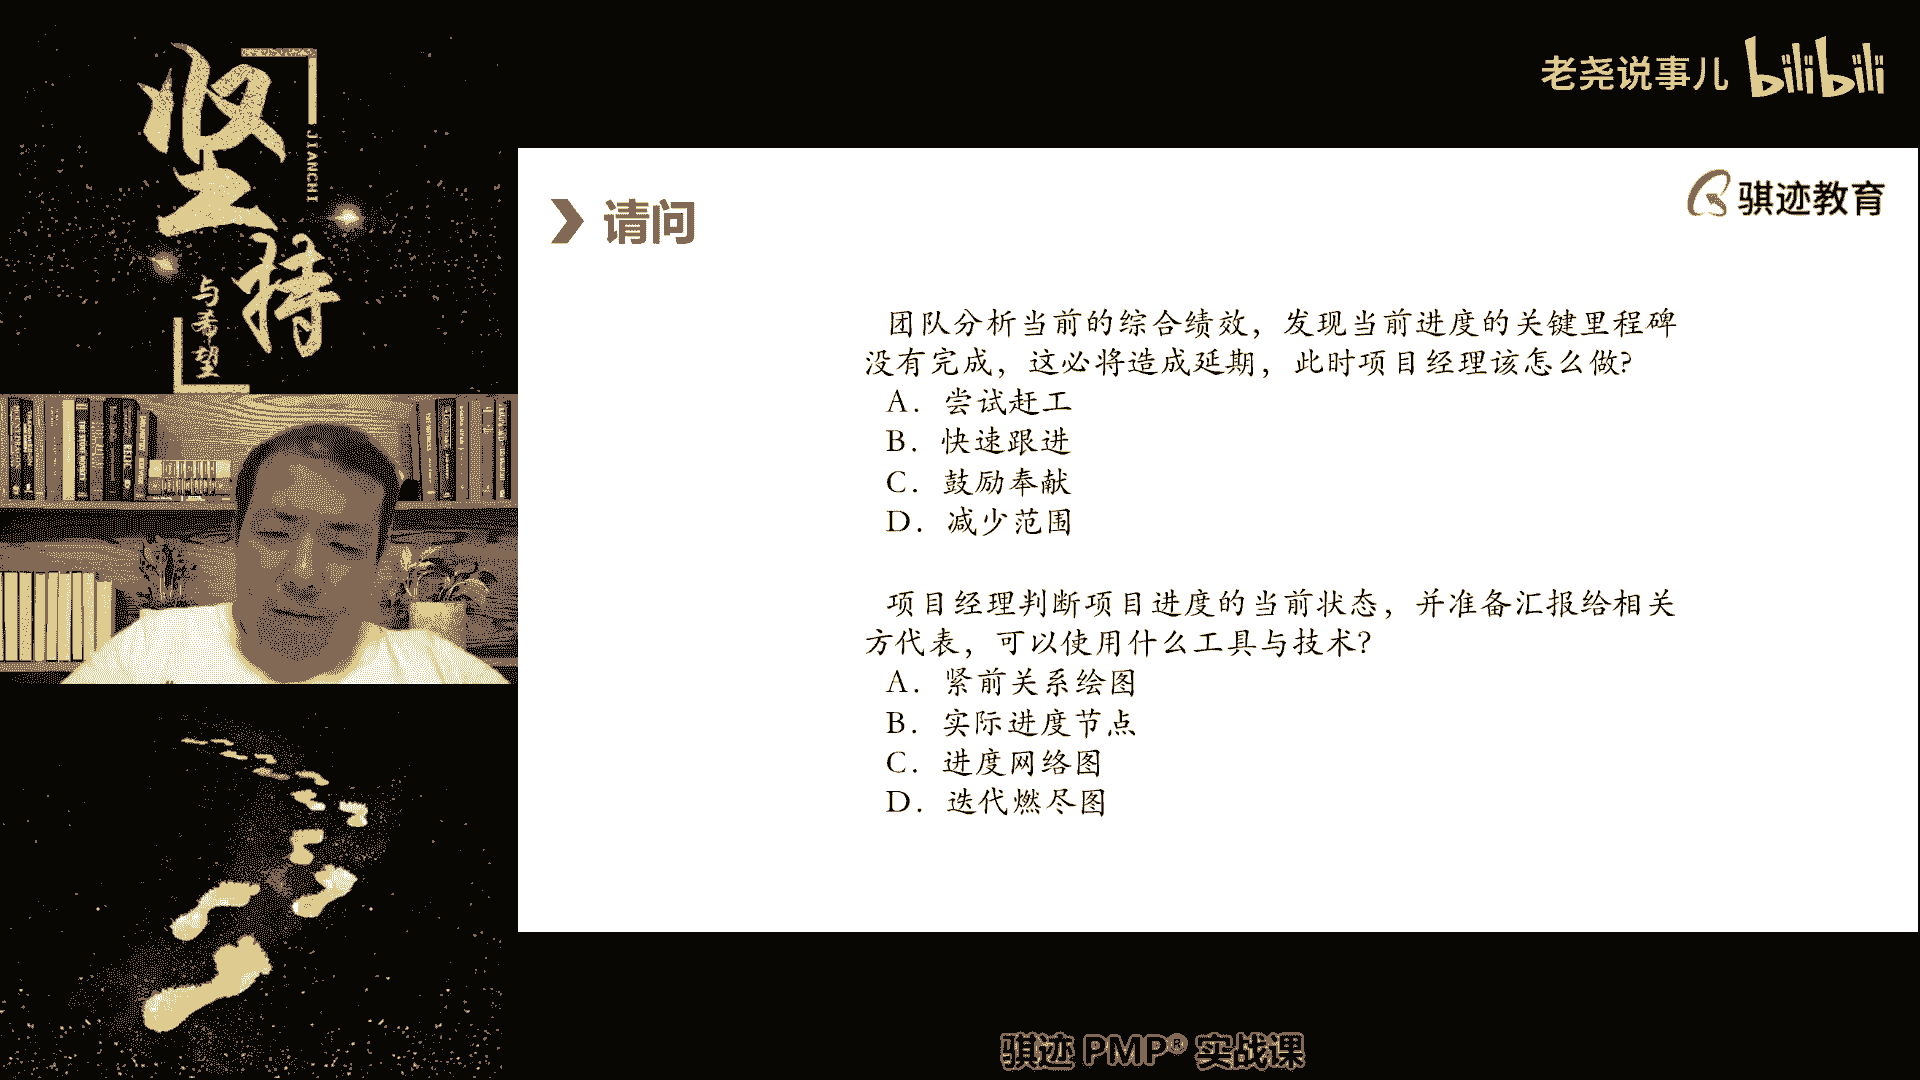 坚持
JIANCHI
与希望
老尧说事儿 bilibili
骐迹教育
请问
团队分析当前的综合绩效，发现当前进度的关键里程碑
没有完成，这必将造成延期，此时项目经理该怎么做？
A. 尝试赶工
B. 快速跟进
C. 鼓励奉献
D. 减少范围
项目经理判断项目进度的当前状态，并准备汇报给相关
方代表，可以使用什么工具与技术？
A. 紧前关系绘图
B. 实际进度节点
C. 进度网络图
D. 迭代燃尽图
骐迹 PMP® 实战课